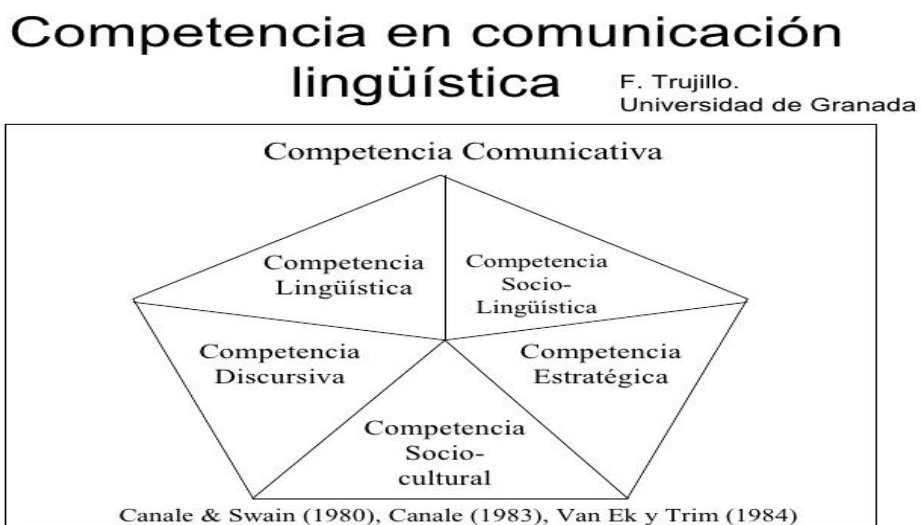 Competencia en comunicación
lingüística
F. Trujillo.
Universidad de Granada
Competencia Comunicativa
Competencia
Lingüística
Competencia
Socio-
Lingüística
Competencia
Discursiva
Competencia
Estratégica
Competencia
Socio-
cultural
Canale & Swain (1980), Canale (1983), Van Ek y Trim (1984)